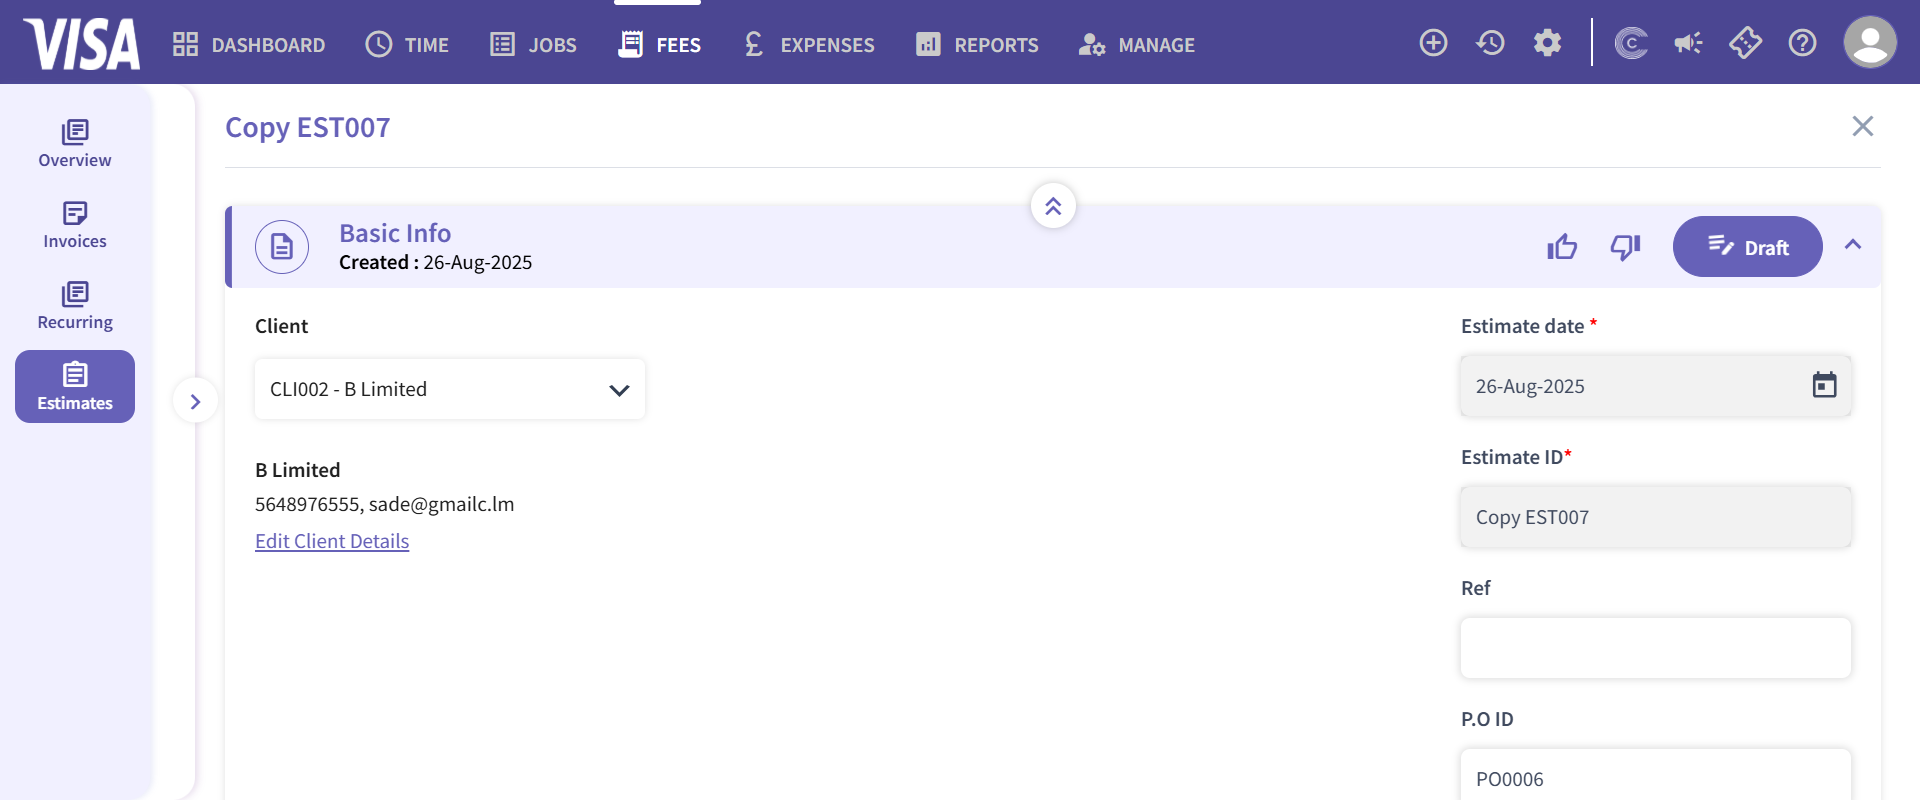 VISA
DASHBOARD
TIME
JOBS
FEES
£ EXPENSES
REPORTS
MANAGE
Overview
Invoices
Recurring
Estimates
Copy EST007
Basic Info
Created : 26-Aug-2025
Draft
Client
CLI002 - B Limited
B Limited
5648976555, sade@gmailc.lm
Edit Client Details
Estimate date *
26-Aug-2025
Estimate ID*
Copy EST007
Ref
P.O ID
PO0006